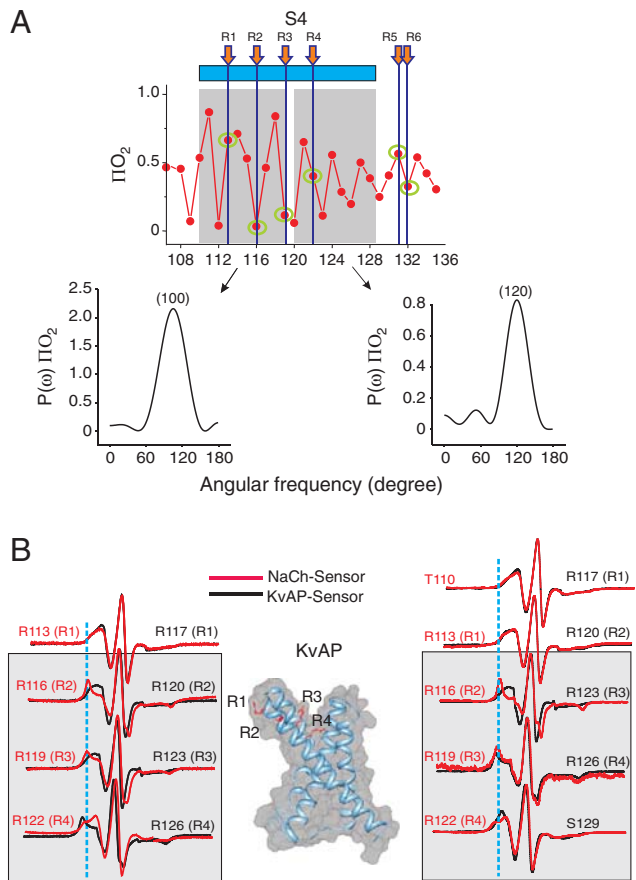 A
S4
R1 R2 R3 R4 R5 R6
1.0
0.5
0
ΠO2
108 112 116 120 124 128 132 136
(100)
2.5
2.0
1.5
1.0
0.5
0
P(ω) ΠO2
0 60 120 180
(120)
0.8
0.6
0.4
0.2
0
P(ω) ΠO2
0 60 120 180
Angular frequency (degree)
B
NaCh-Sensor
KvAP-Sensor
R113 (R1) R117 (R1)
R116 (R2) R120 (R2)
R119 (R3) R123 (R3)
R122 (R4) R126 (R4)
KvAP
R1
R2
R3
R4
T110 R117 (R1)
R113 (R1) R120 (R2)
R116 (R2) R123 (R3)
R119 (R3) R126 (R4)
R122 (R4) S129